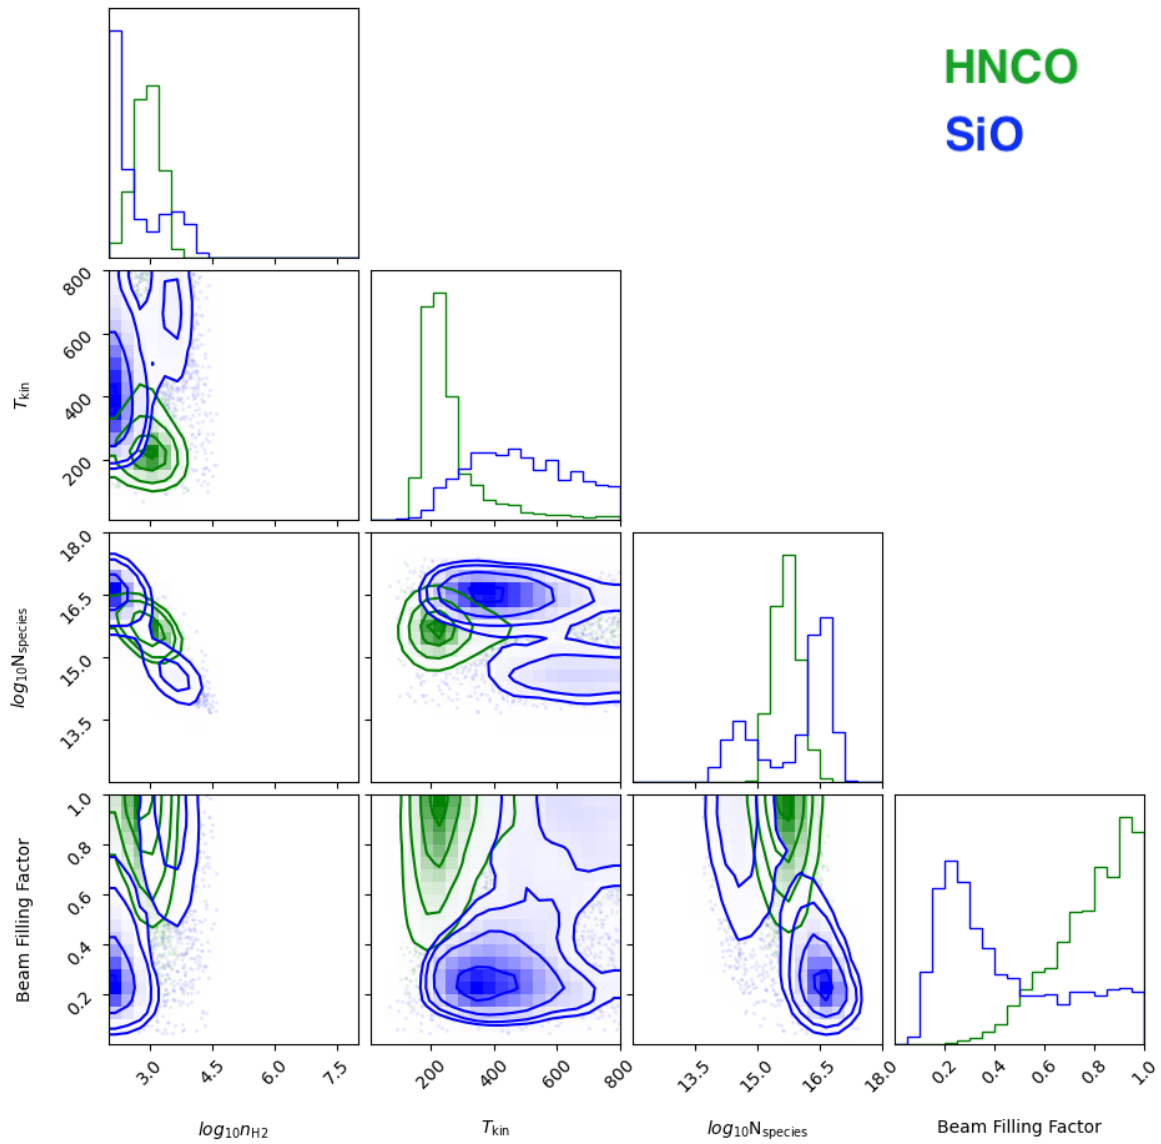 HNCO
SiO
800
600
400
200
T_kin
18.0
16.5
15.0
13.5
log₁₀N_species
1.0
0.8
0.6
0.4
0.2
Beam Filling Factor
3.0 4.5 6.0 7.5
200 400 600 800
13.5 15.0 16.5 18.0
0.2 0.4 0.6 0.8 1.0
log₁₀n_H2
T_kin
log₁₀N_species
Beam Filling Factor